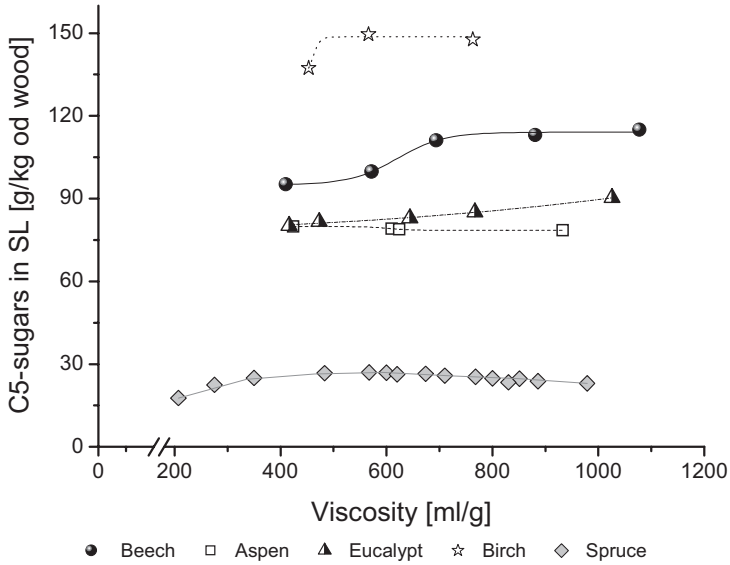 150
120
90
60
30
0
C5-sugars in SL [g/kg od wood]
0 200 400 600 800 1000 1200
Viscosity [ml/g]
Beech Aspen Eucalypt Birch Spruce